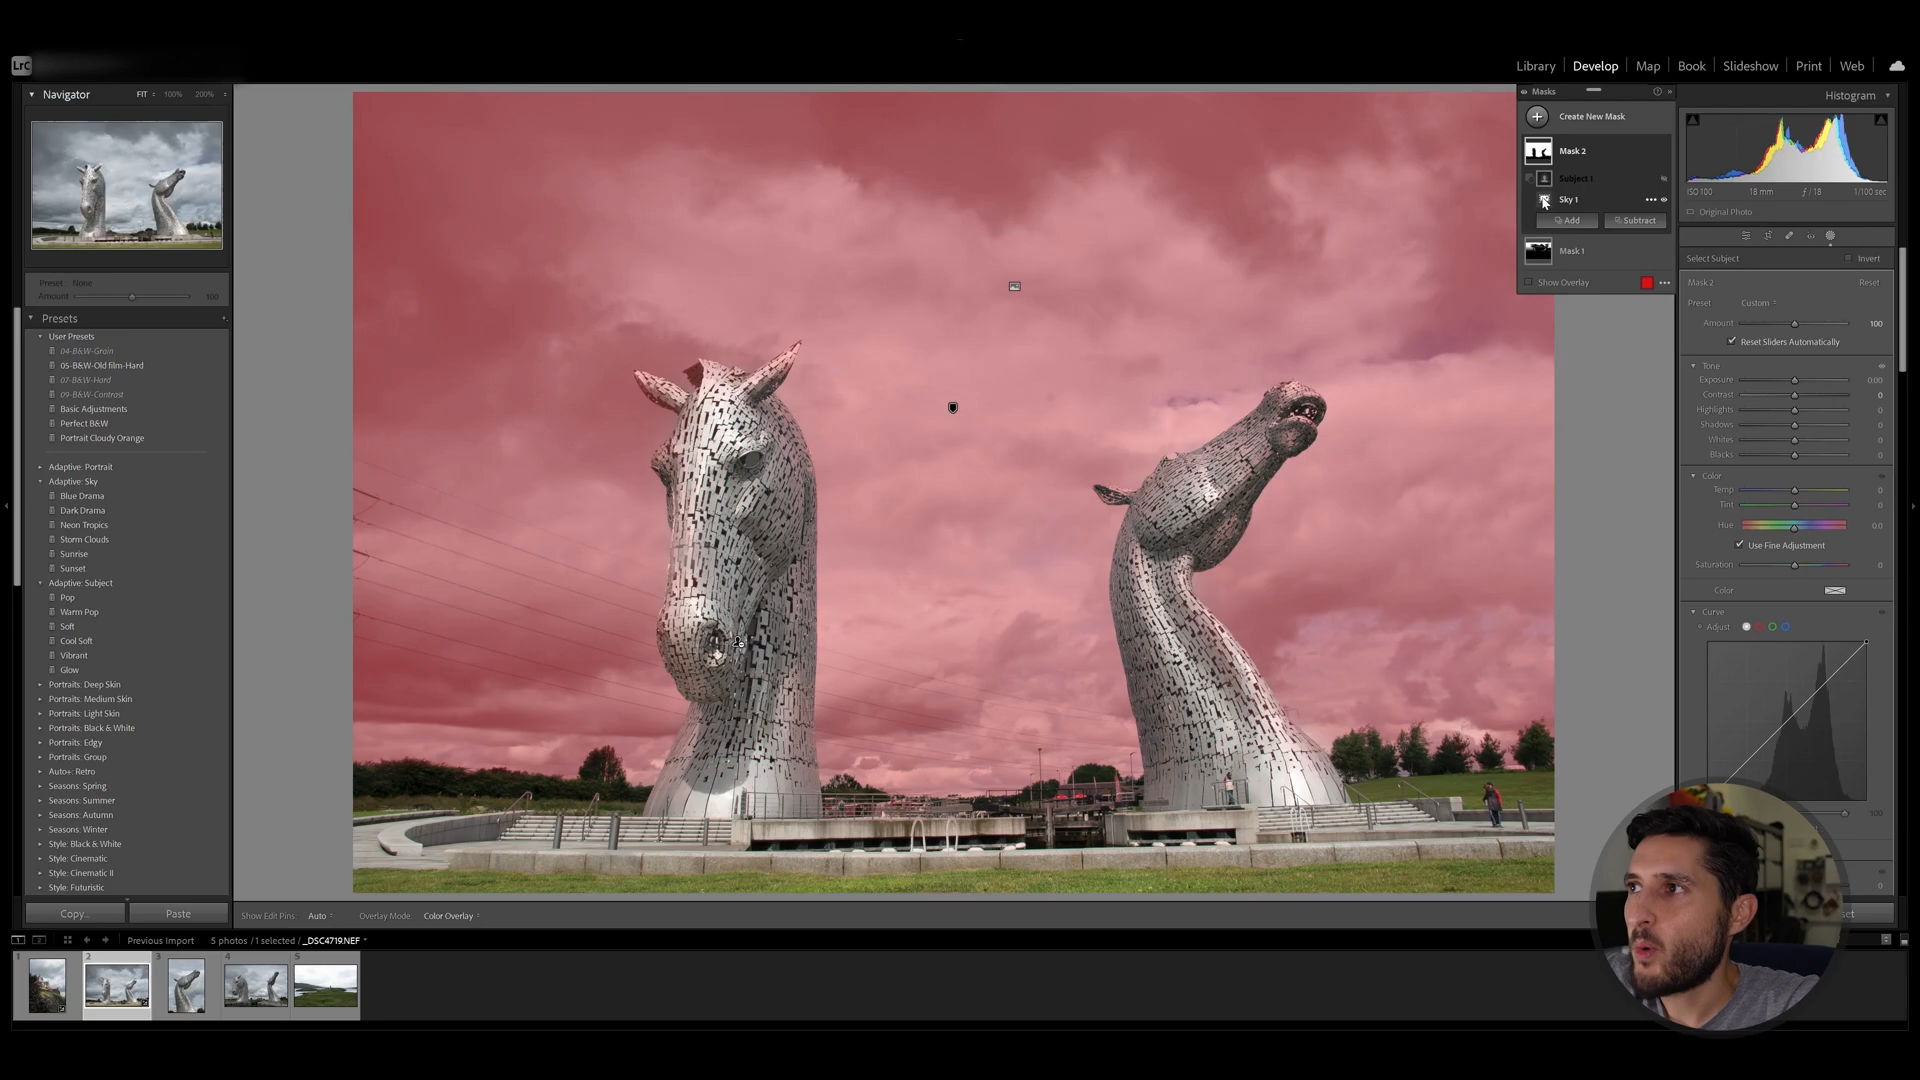 LrC
Library | Develop | Map | Book | Slideshow | Print | Web
Navigator FIT 100% 200%
Preset: None
Amount 100
Presets
User Presets
04-B&W-Grain
05-B&W-Old film-Hard
07-B&W-Hard
09-B&W-Contrast
Basic Adjustments
Perfect B&W
Portrait Cloudy Orange
Adaptive: Portrait
Adaptive: Sky
Blue Drama
Dark Drama
Neon Tropics
Storm Clouds
Sunrise
Sunset
Adaptive: Subject
Pop
Warm Pop
Soft
Cool Soft
Vibrant
Glow
Portraits: Deep Skin
Portraits: Medium Skin
Portraits: Light Skin
Portraits: Black & White
Portraits: Edgy
Portraits: Group
Auto+: Retro
Seasons: Spring
Seasons: Summer
Seasons: Autumn
Seasons: Winter
Style: Black & White
Style: Cinematic
Style: Cinematic II
Style: Futuristic
Copy... Paste
Masks
Create New Mask
Mask 2
Subject 1
Sky 1
Add Subtract
Mask 1
Show Overlay
Histogram
ISO 100 18 mm ƒ / 18 1/100 sec
Original Photo
Select Subject Invert
Mask 2 Reset
Preset Custom
Amount 100
Reset Sliders Automatically
Tone
Exposure 0.00
Contrast 0
Highlights 0
Shadows 0
Whites 0
Blacks 0
Color
Temp 0
Tint 0
Hue 0.0
Use Fine Adjustment
Saturation 0
Color
Curve
Adjust
100
0
set
Show Edit Pins: Auto Overlay Mode: Color Overlay
1 2 Previous Import 5 photos / 1 selected / _DSC4719.NEF
1 2 3 4 5